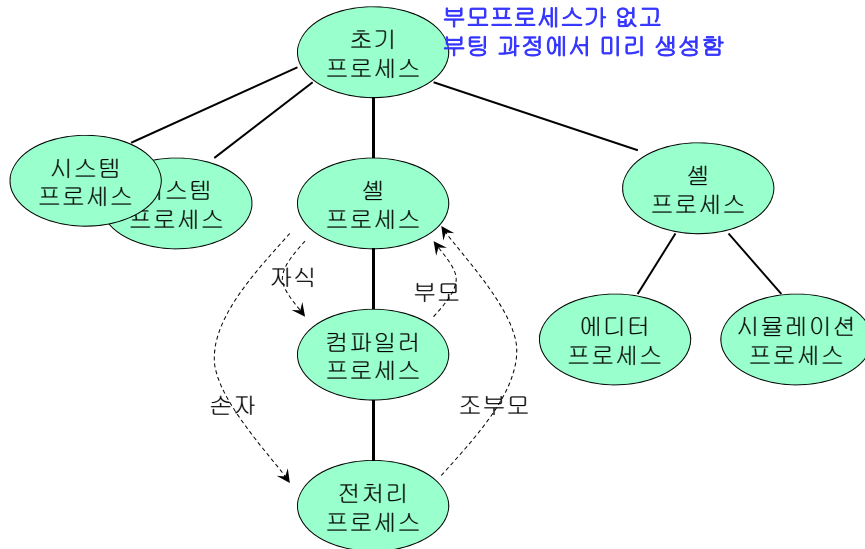 부모프로세스가 없고
부팅 과정에서 미리 생성함
초기
프로세스
시스템
프로세스
시스템
프로세스
셸
프로세스
셸
프로세스
자식
부모
컴파일러
프로세스
에디터
프로세스
시뮬레이션
프로세스
손자
조부모
전처리
프로세스